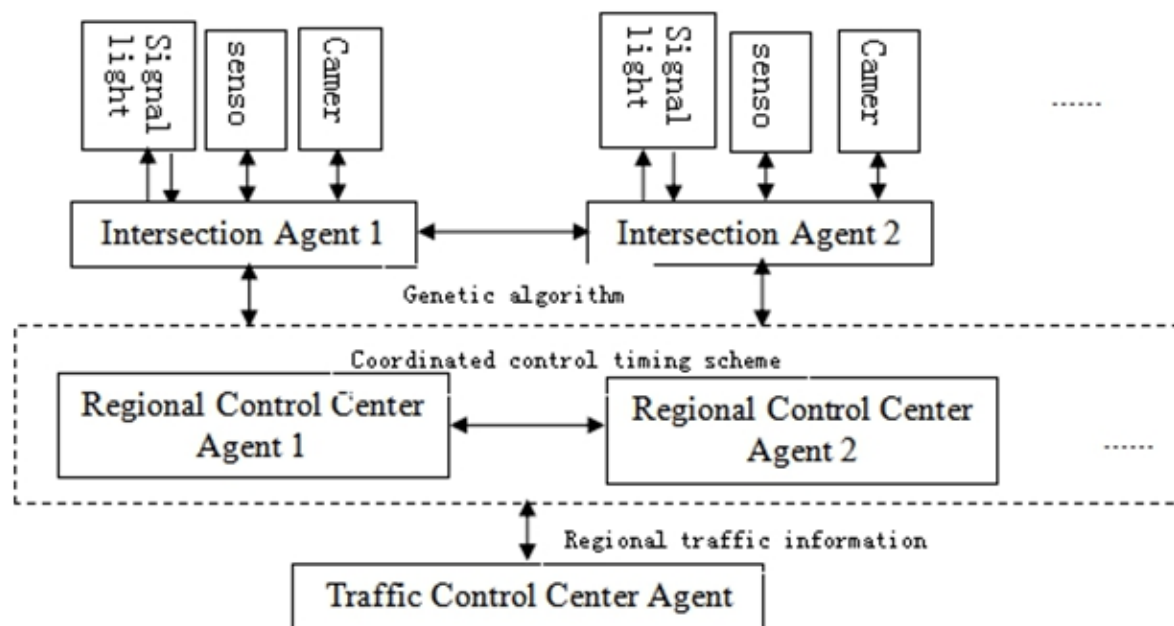 Signal
light
senso
Camer
Signal
light
senso
Camer
......
Intersection Agent 1
Intersection Agent 2
Genetic algorithm
Coordinated control timing scheme
Regional Control Center
Agent 1
Regional Control Center
Agent 2
......
Regional traffic information
Traffic Control Center Agent